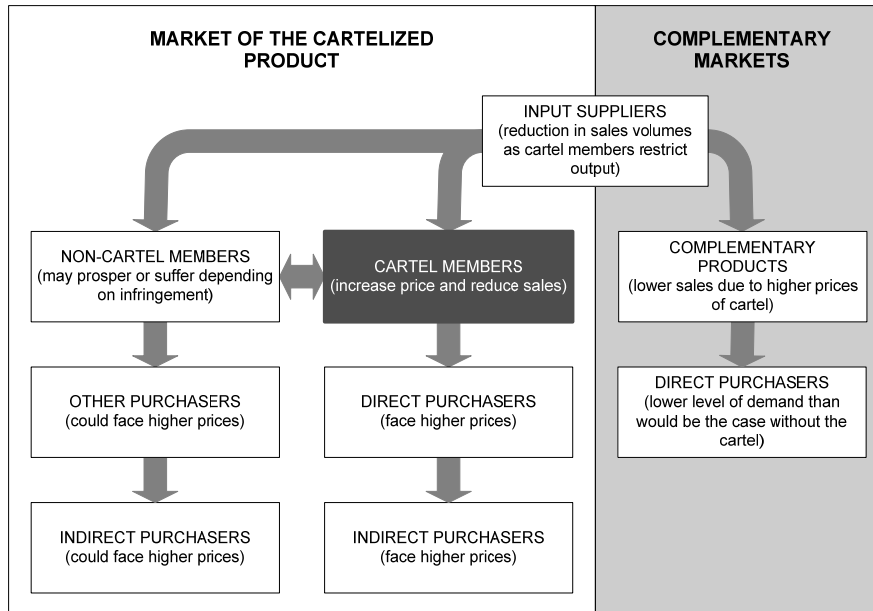 MARKET OF THE CARTELIZED
PRODUCT
COMPLEMENTARY
MARKETS
INPUT SUPPLIERS
(reduction in sales volumes
as cartel members restrict
output)
NON-CARTEL MEMBERS
(may prosper or suffer depending
on infringement)
CARTEL MEMBERS
(increase price and reduce sales)
COMPLEMENTARY
PRODUCTS
(lower sales due to higher prices
of cartel)
OTHER PURCHASERS
(could face higher prices)
DIRECT PURCHASERS
(face higher prices)
DIRECT PURCHASERS
(lower level of demand than
would be the case without the
cartel)
INDIRECT PURCHASERS
(could face higher prices)
INDIRECT PURCHASERS
(face higher prices)